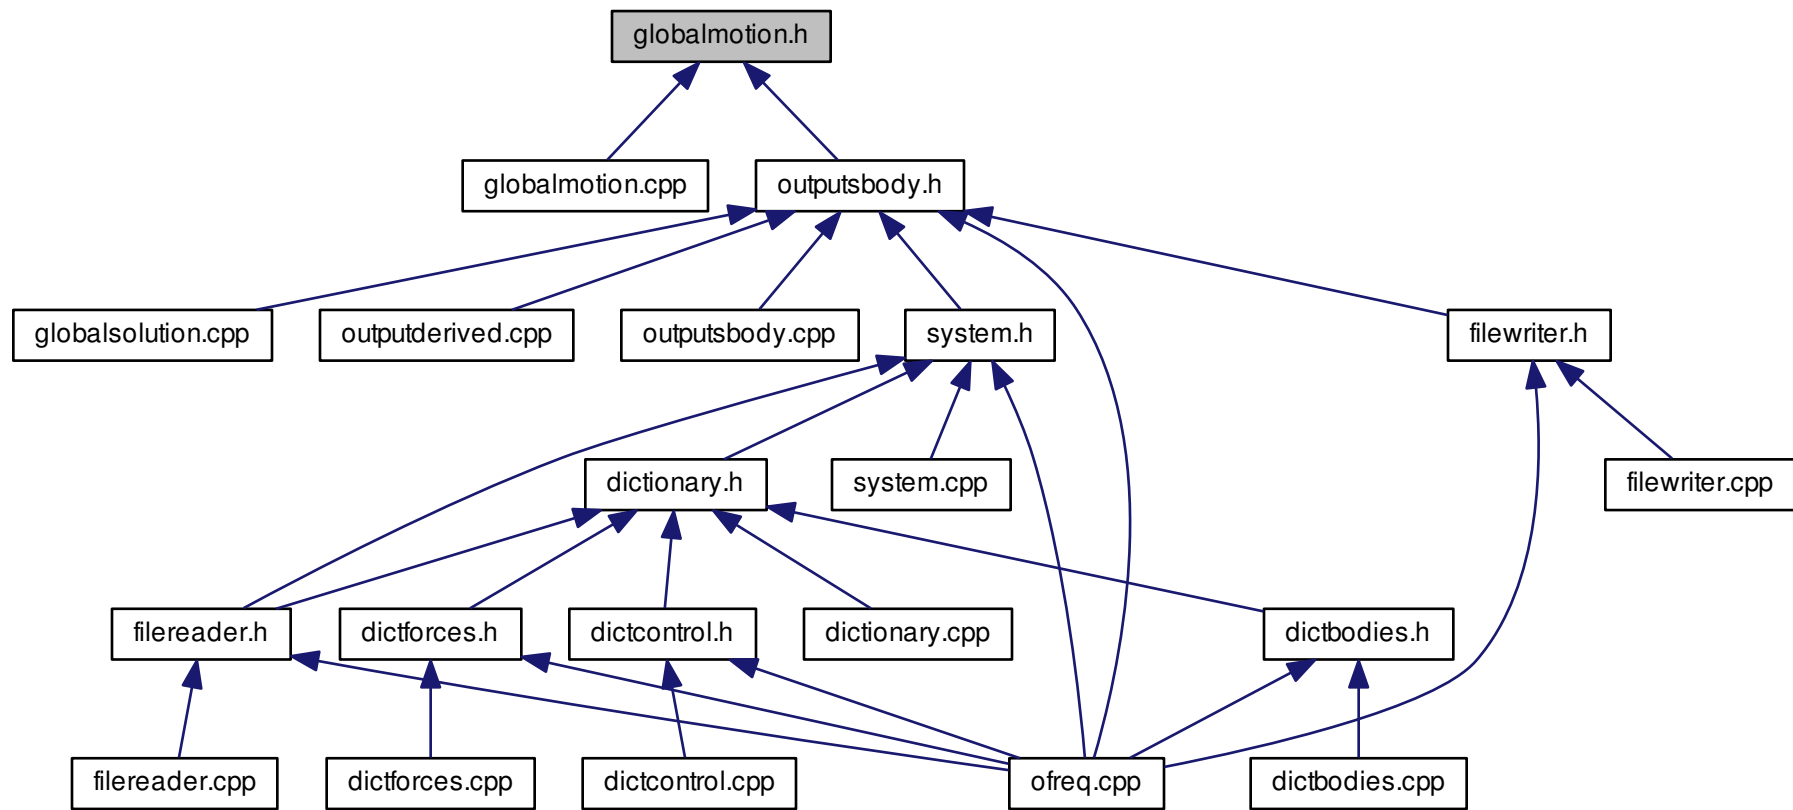 globalmotion.h
globalmotion.cpp
outputsbody.h
globalsolution.cpp
outputderived.cpp
outputsbody.cpp
system.h
filewriter.h
dictionary.h
system.cpp
filewriter.cpp
filereader.h
dictforces.h
dictcontrol.h
dictionary.cpp
dictbodies.h
filereader.cpp
dictforces.cpp
dictcontrol.cpp
ofreq.cpp
dictbodies.cpp